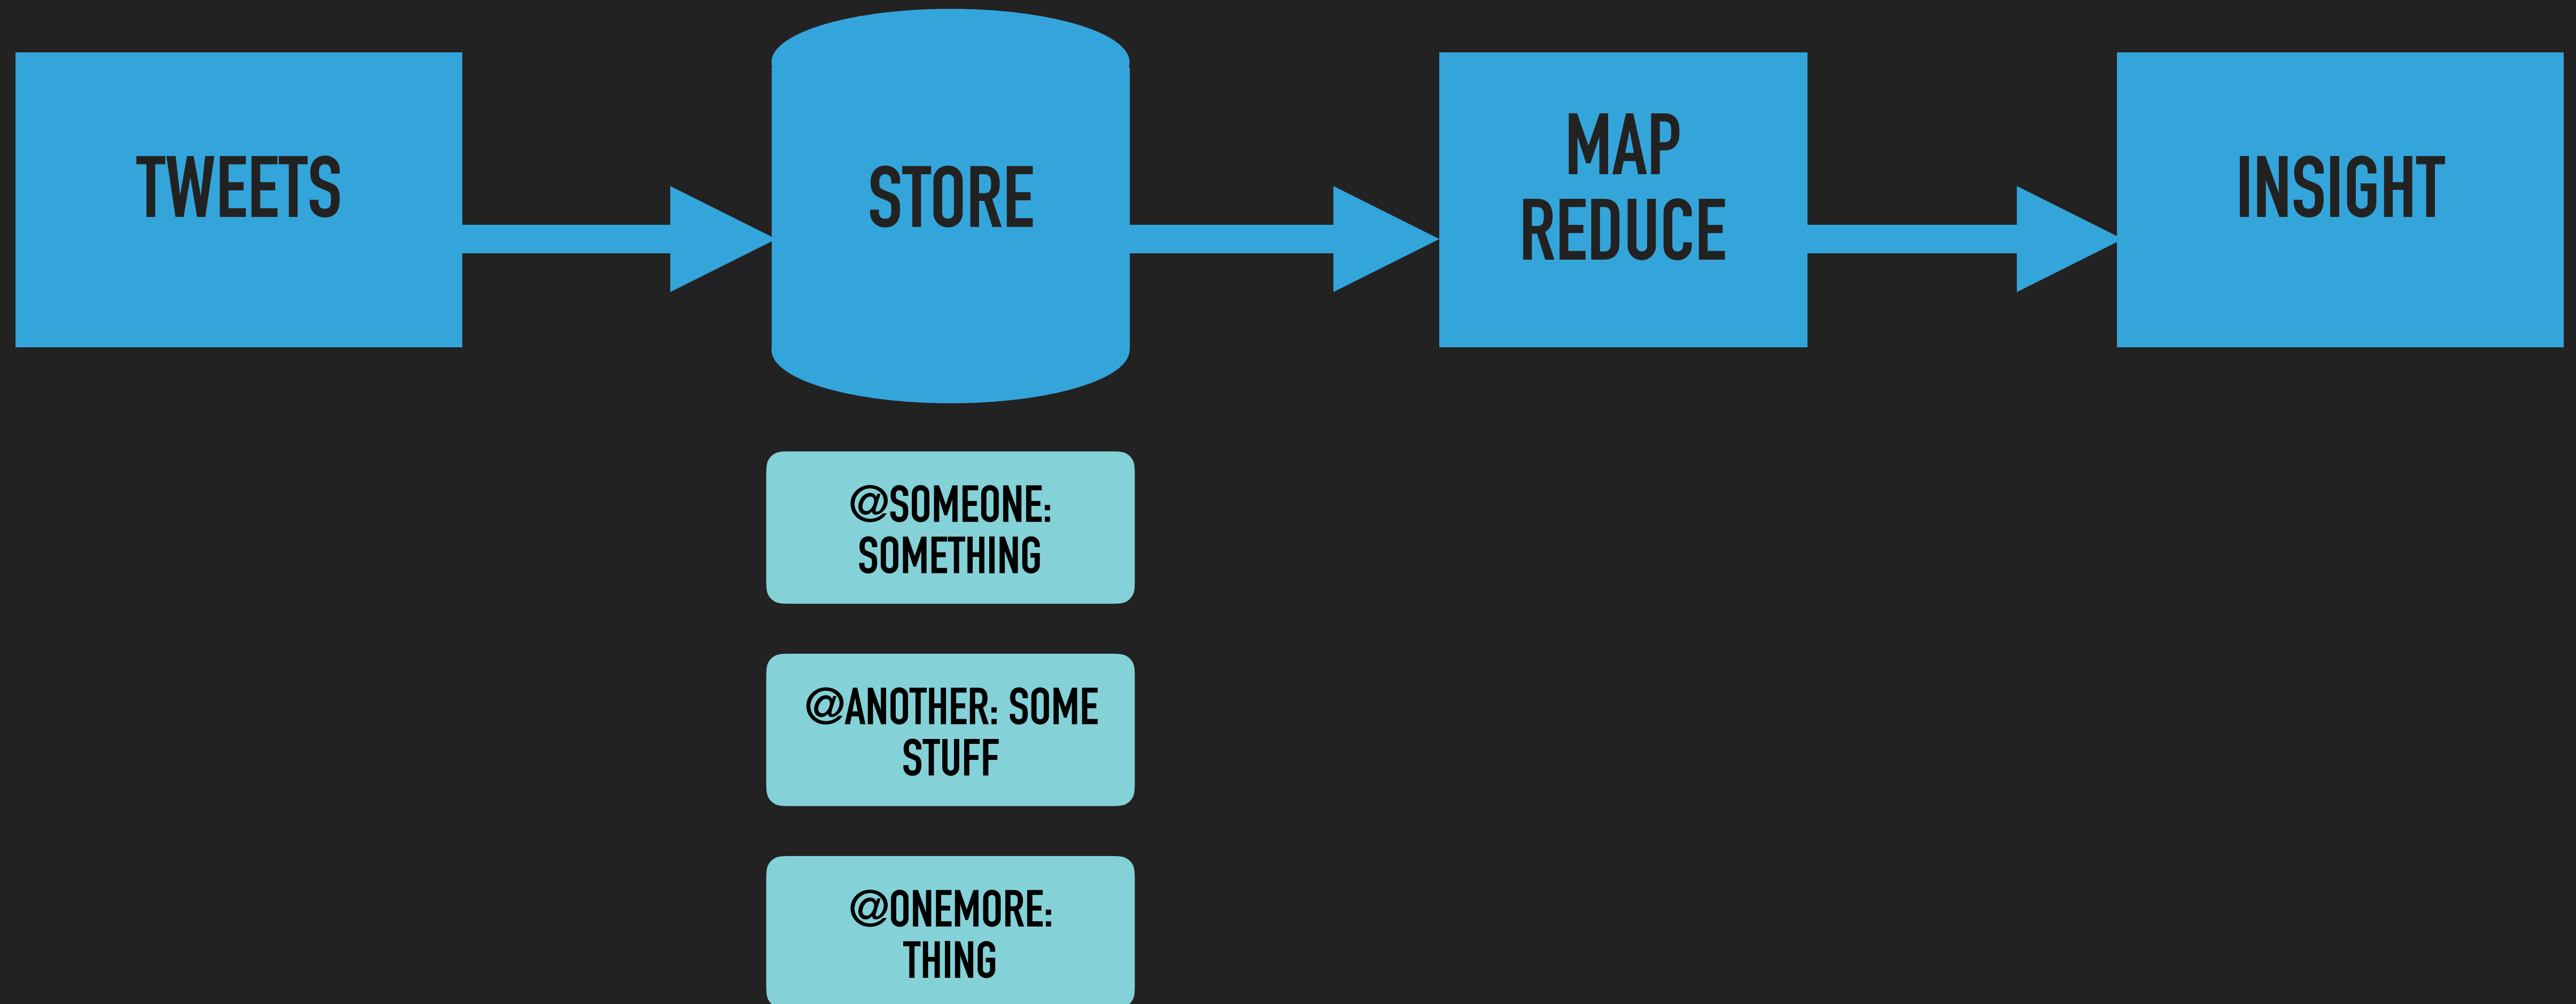 TWEETS
STORE
MAP
REDUCE
INSIGHT
@SOMEONE:
SOMETHING
@ANOTHER: SOME
STUFF
@ONEMORE:
THING